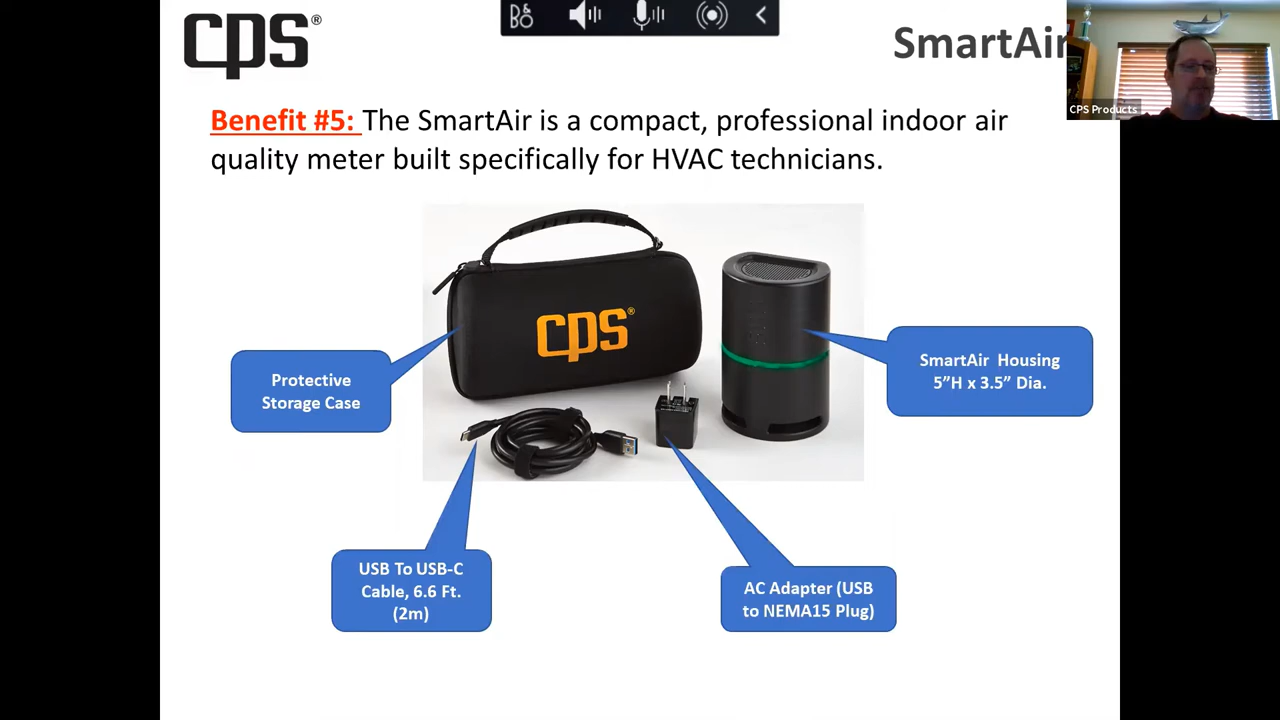 cps®
B&O
SmartAir
CPS Products
Benefit #5: The SmartAir is a compact, professional indoor air
quality meter built specifically for HVAC technicians.
cps®
SmartAir Housing
5”H x 3.5” Dia.
Protective
Storage Case
USB To USB-C
Cable, 6.6 Ft.
(2m)
AC Adapter (USB
to NEMA15 Plug)